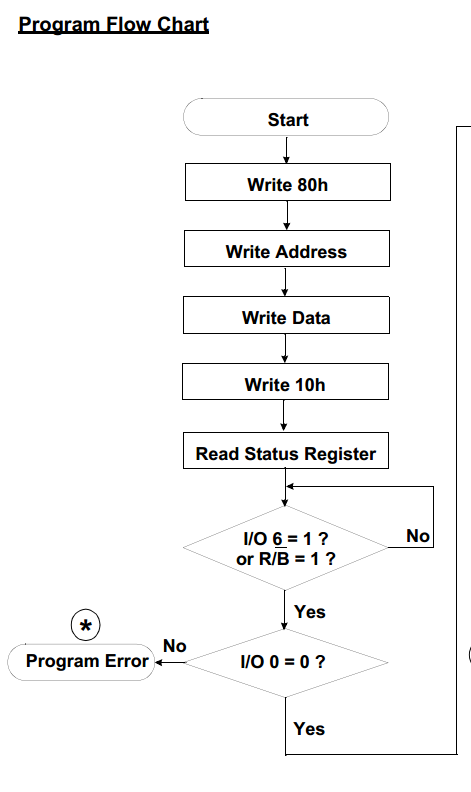 Program Flow Chart
Start
Write 80h
Write Address
Write Data
Write 10h
Read Status Register
I/O 6 = 1 ?
or R/B̅ = 1 ?
No
Yes
*
No
Program Error
I/O 0 = 0 ?
Yes